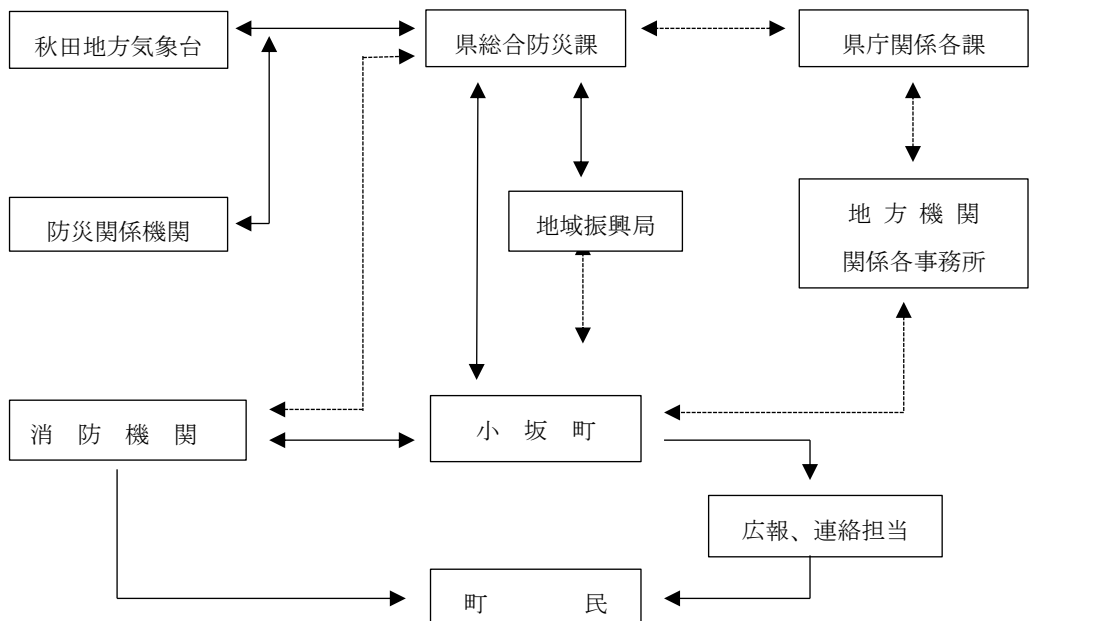 秋田地方気象台
県総合防災課
県庁関係各課
防災関係機関
地域振興局
地方機関
関係各事務所
消防機関
小坂町
広報、連絡担当
町民